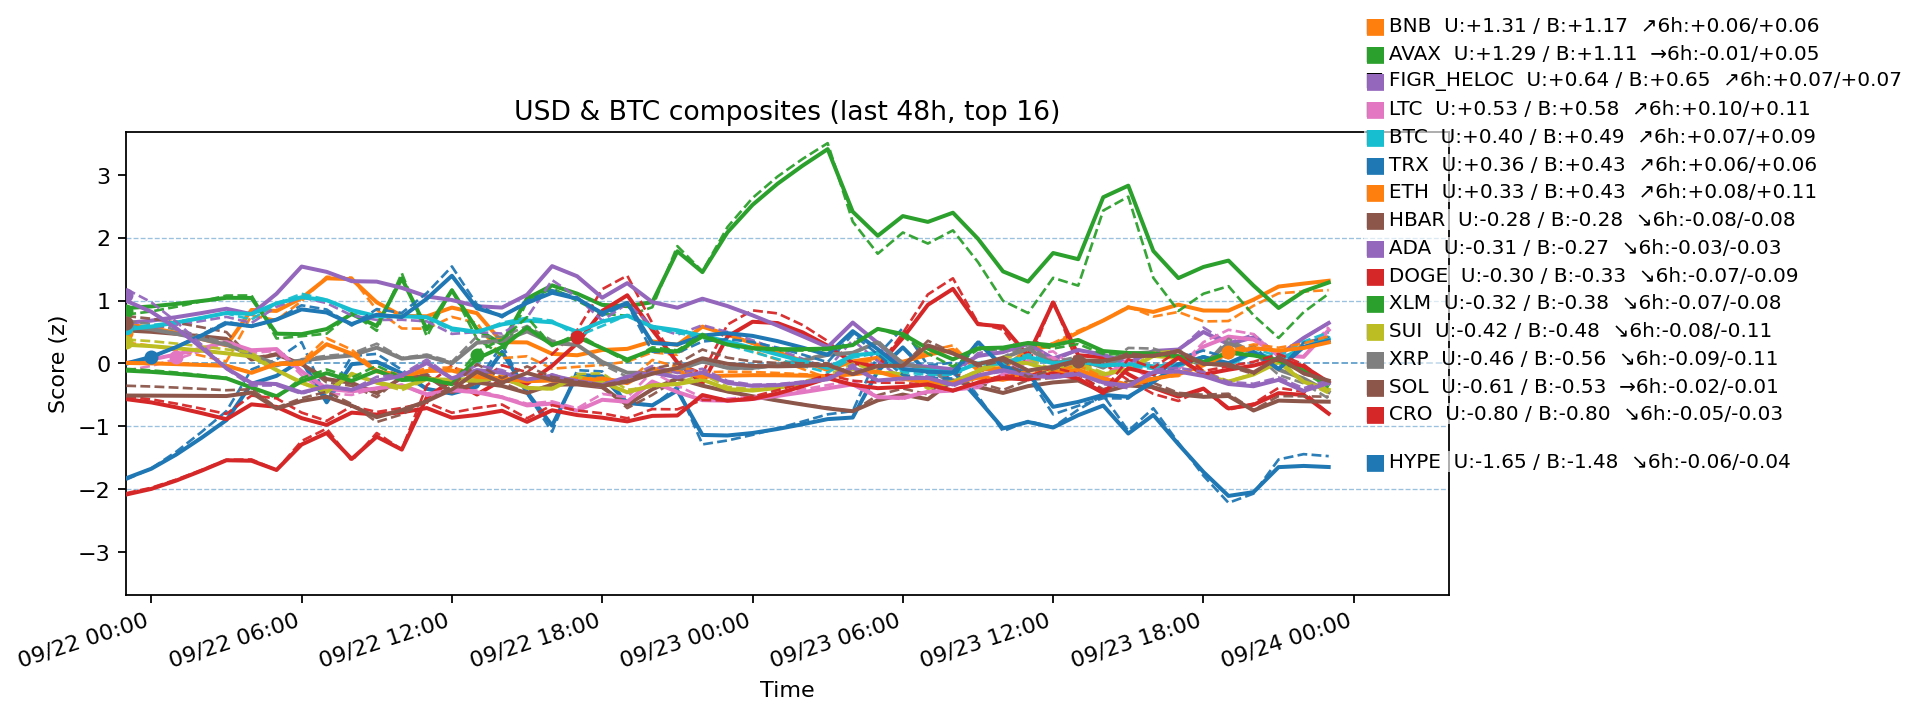 BNB U:+1.31 / B:+1.17 ↗6h:+0.06/+0.06
AVAX U:+1.29 / B:+1.11 →6h:-0.01/+0.05
FIGR_HELOC U:+0.64 / B:+0.65 ↗6h:+0.07/+0.07
LTC U:+0.53 / B:+0.58 ↗6h:+0.10/+0.11
BTC U:+0.40 / B:+0.49 ↗6h:+0.07/+0.09
TRX U:+0.36 / B:+0.43 ↗6h:+0.06/+0.06
ETH U:+0.33 / B:+0.43 ↗6h:+0.08/+0.11
HBAR U:-0.28 / B:-0.28 ↘6h:-0.08/-0.08
ADA U:-0.31 / B:-0.27 ↘6h:-0.03/-0.03
DOGE U:-0.30 / B:-0.33 ↘6h:-0.07/-0.09
XLM U:-0.32 / B:-0.38 ↘6h:-0.07/-0.08
SUI U:-0.42 / B:-0.48 ↘6h:-0.08/-0.11
XRP U:-0.46 / B:-0.56 ↘6h:-0.09/-0.11
SOL U:-0.61 / B:-0.53 →6h:-0.02/-0.01
CRO U:-0.80 / B:-0.80 ↘6h:-0.05/-0.03
HYPE U:-1.65 / B:-1.48 ↘6h:-0.06/-0.04
USD & BTC composites (last 48h, top 16)
Score (z)
3
2
1
0
−1
−2
−3
09/22 00:00
09/22 06:00
09/22 12:00
09/22 18:00
09/23 00:00
09/23 06:00
09/23 12:00
09/23 18:00
09/24 00:00
Time